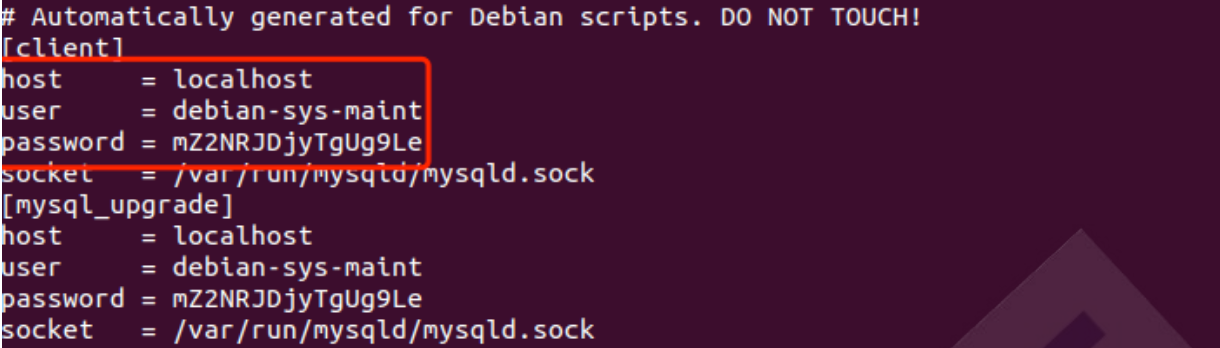 # Automatically generated for Debian scripts. DO NOT TOUCH!
[client]
host     = localhost
user     = debian-sys-maint
password = mZ2NRJDjyTgUg9Le
socket   = /var/run/mysqld/mysqld.sock
[mysql_upgrade]
host     = localhost
user     = debian-sys-maint
password = mZ2NRJDjyTgUg9Le
socket   = /var/run/mysqld/mysqld.sock